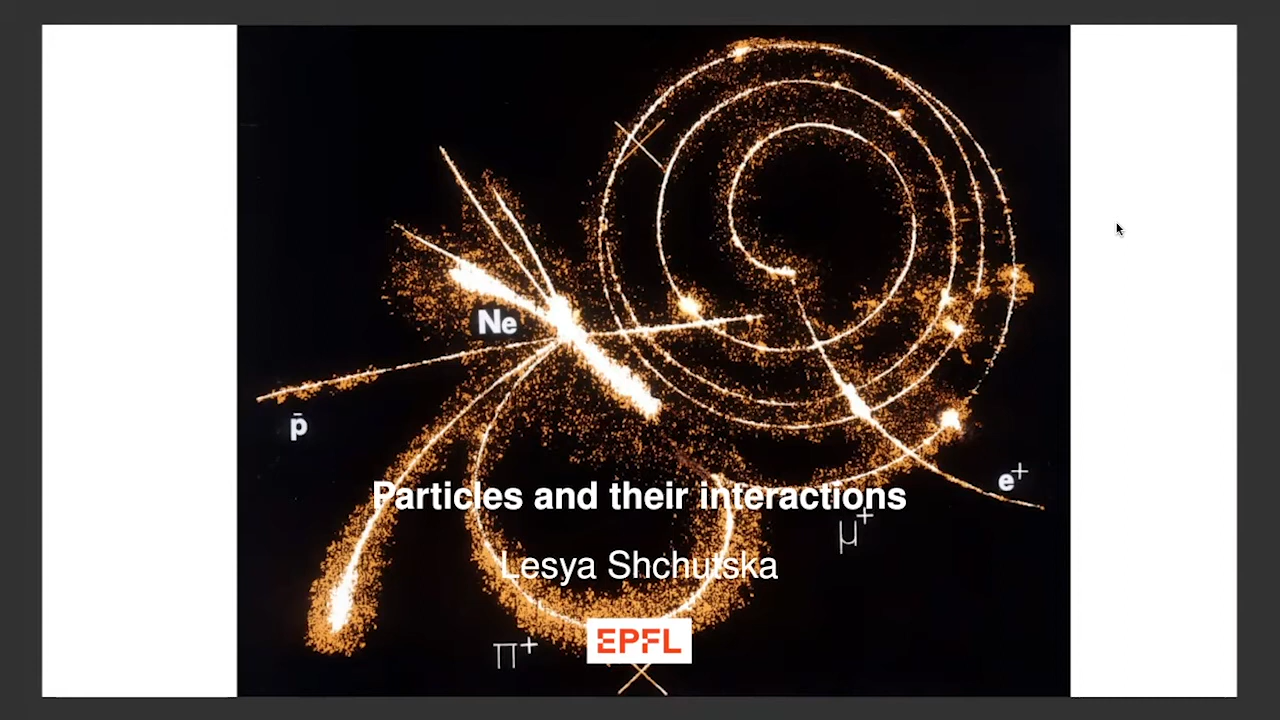 Ne
p̄
e+
Particles and their interactions
μ+
Lesya Shchutska
EPFL
π+